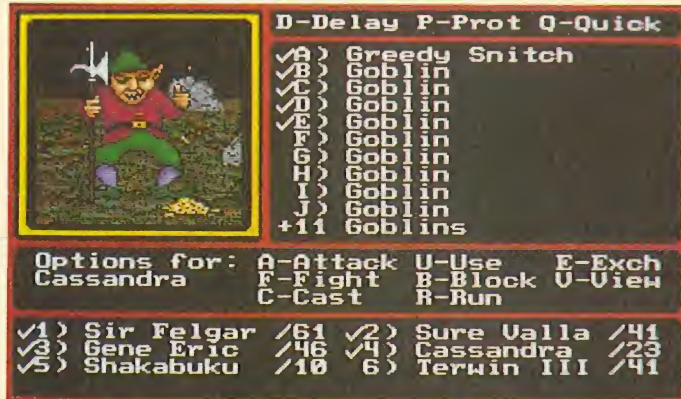 D-Delay P-Prot Q-Quick
✓A) Greedy Snitch
✓B) Goblin
✓C) Goblin
✓D) Goblin
✓E) Goblin
F) Goblin
G) Goblin
H) Goblin
I) Goblin
J) Goblin
+11 Goblins
Options for: A-Attack U-Use E-Exch
Cassandra F-Fight B-Block V-View
C-Cast R-Run
✓1) Sir Felgar /61 ✓2) Sure Valla /41
✓3) Gene Eric /46 ✓4) Cassandra /23
✓5) Shakabuku /10 6) Terwin III /41